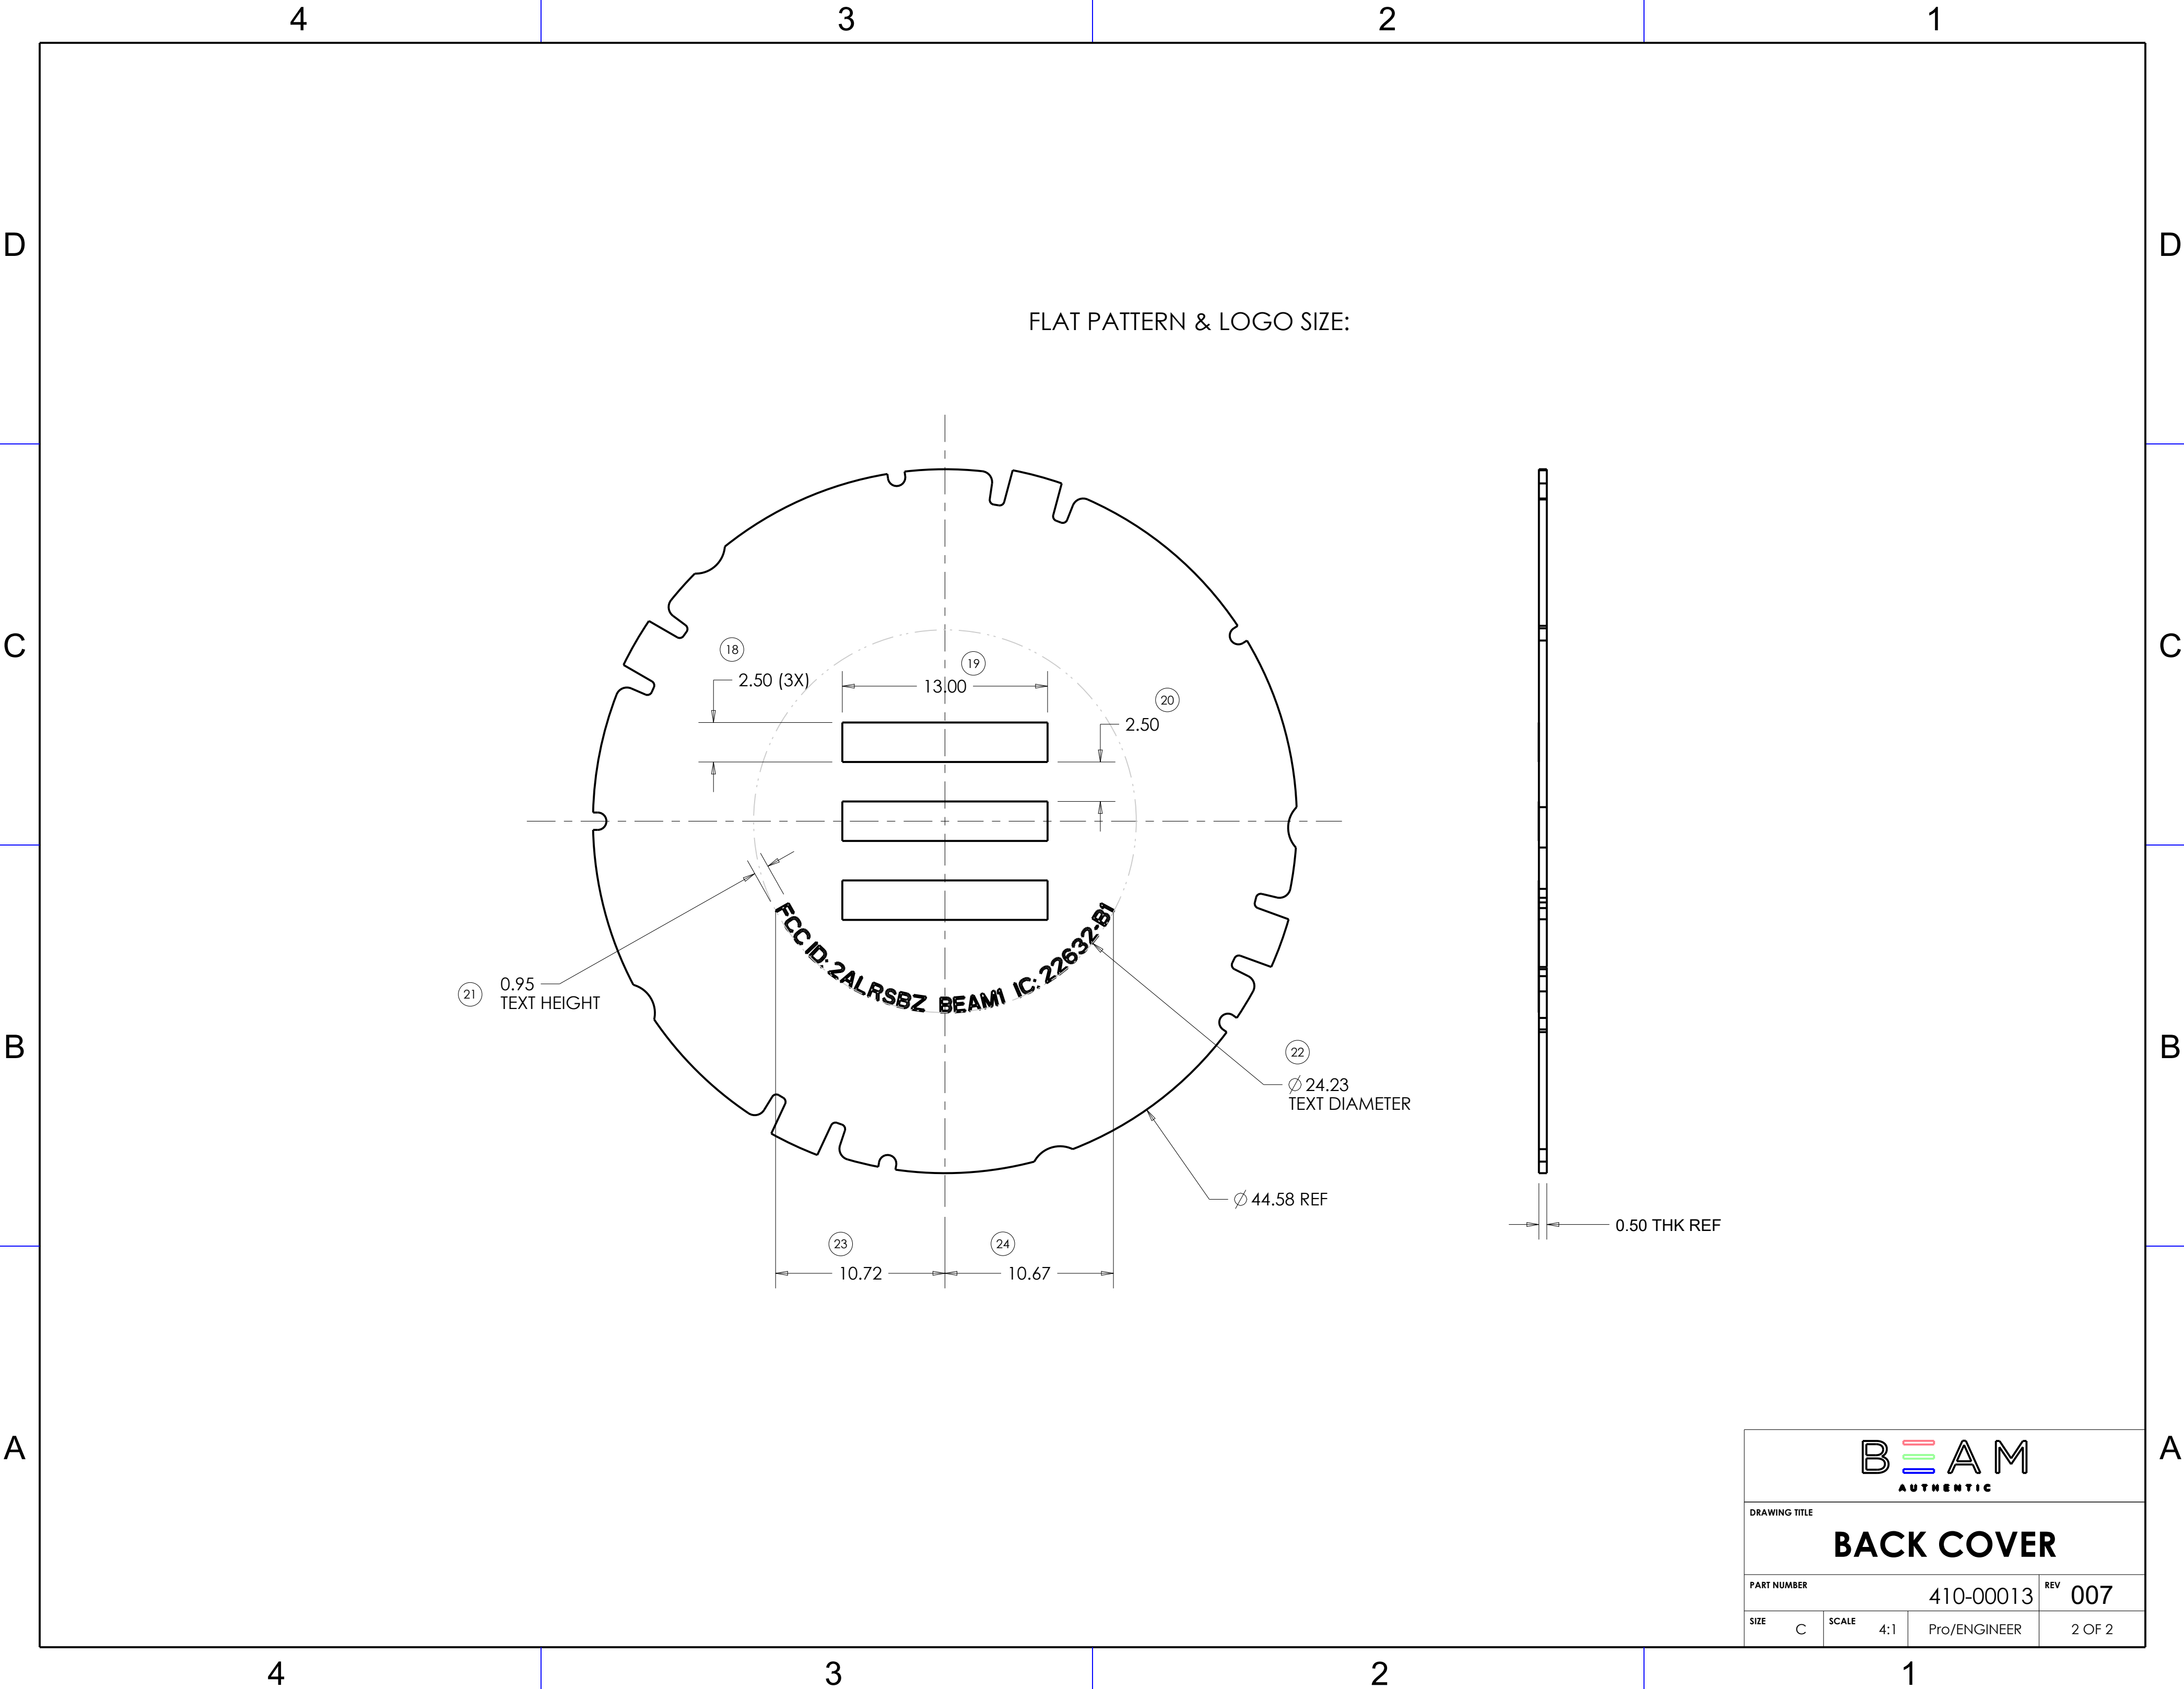 4 3 2 1
D D
FLAT PATTERN & LOGO SIZE:
C C
18
2.50 (3X)
19
13.00
20
2.50
FCC ID: 2ALRSBZ BEAM1 IC: 22632-B1
21
0.95
TEXT HEIGHT
B B
22
Ø 24.23
TEXT DIAMETER
Ø 44.58 REF
0.50 THK REF
23
10.72
24
10.67
A A
BEAM
AUTHENTIC
DRAWING TITLE
BACK COVER
PART NUMBER
410-00013
REV 007
SIZE C
SCALE 4:1
Pro/ENGINEER
2 OF 2
4 3 2 1